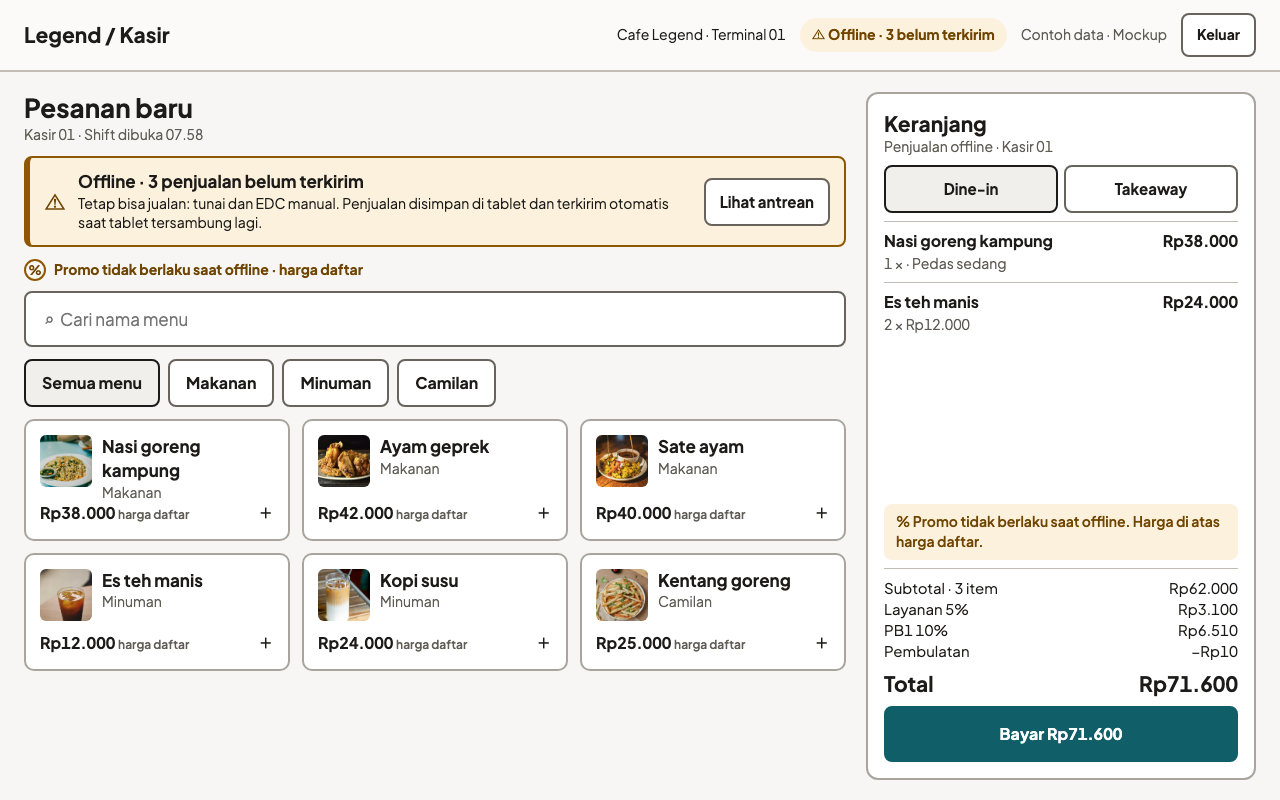 Legend / Kasir
Cafe Legend · Terminal 01
⚠ Offline · 3 belum terkirim
Contoh data · Mockup
Keluar
Pesanan baru
Kasir 01 · Shift dibuka 07.58
Offline · 3 penjualan belum terkirim
Tetap bisa jualan: tunai dan EDC manual. Penjualan disimpan di tablet dan terkirim otomatis
saat tablet tersambung lagi.
Lihat antrean
% Promo tidak berlaku saat offline · harga daftar
⌕ Cari nama menu
Semua menu
Makanan
Minuman
Camilan
Nasi goreng
kampung
Makanan
Rp38.000 harga daftar +
Ayam geprek
Makanan
Rp42.000 harga daftar +
Sate ayam
Makanan
Rp40.000 harga daftar +
Es teh manis
Minuman
Rp12.000 harga daftar +
Kopi susu
Minuman
Rp24.000 harga daftar +
Kentang goreng
Camilan
Rp25.000 harga daftar +
Keranjang
Penjualan offline · Kasir 01
Dine-in
Takeaway
Nasi goreng kampung Rp38.000
1 × · Pedas sedang
Es teh manis Rp24.000
2 × Rp12.000
% Promo tidak berlaku saat offline. Harga di atas
harga daftar.
Subtotal · 3 item Rp62.000
Layanan 5% Rp3.100
PB1 10% Rp6.510
Pembulatan −Rp10
Total Rp71.600
Bayar Rp71.600